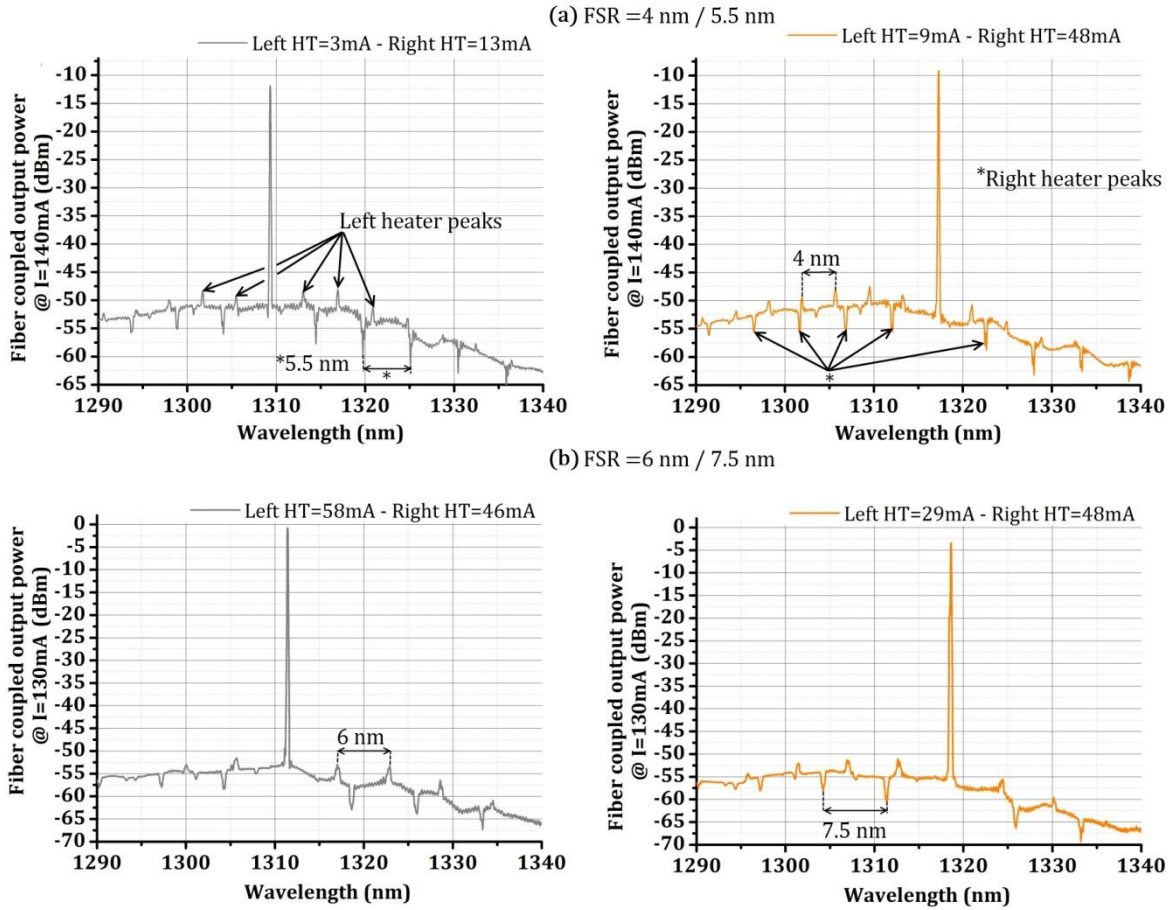 (a) FSR =4 nm / 5.5 nm
Left HT=3mA - Right HT=13mA
Fiber coupled output power
@ I=140mA (dBm)
-10
-15
-20
-25
-30
-35
-40
-45
-50
-55
-60
-65
Left heater peaks
*5.5 nm
*
1290 1300 1310 1320 1330 1340
Wavelength (nm)
Left HT=9mA - Right HT=48mA
Fiber coupled output power
@ I=140mA (dBm)
-10
-15
-20
-25
-30
-35
-40
-45
-50
-55
-60
-65
*Right heater peaks
4 nm
*
1290 1300 1310 1320 1330 1340
Wavelength (nm)
(b) FSR =6 nm / 7.5 nm
Left HT=58mA - Right HT=46mA
Fiber coupled output power
@ I=130mA (dBm)
0
-5
-10
-15
-20
-25
-30
-35
-40
-45
-50
-55
-60
-65
-70
6 nm
1290 1300 1310 1320 1330 1340
Wavelength (nm)
Left HT=29mA - Right HT=48mA
Fiber coupled output power
@ I=130mA (dBm)
0
-5
-10
-15
-20
-25
-30
-35
-40
-45
-50
-55
-60
-65
-70
7.5 nm
1290 1300 1310 1320 1330 1340
Wavelength (nm)